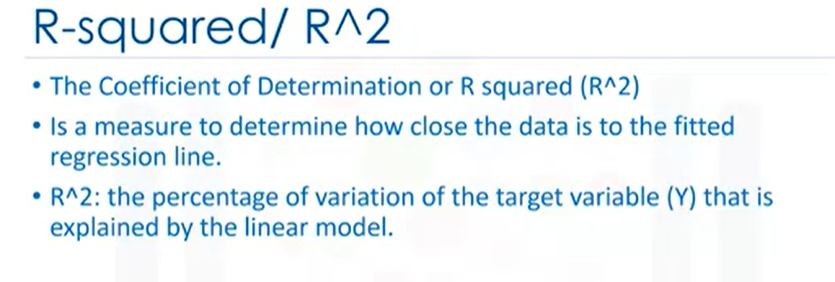 R-squared/ R^2
• The Coefficient of Determination or R squared (R^2)
• Is a measure to determine how close the data is to the fitted
regression line.
• R^2: the percentage of variation of the target variable (Y) that is
explained by the linear model.